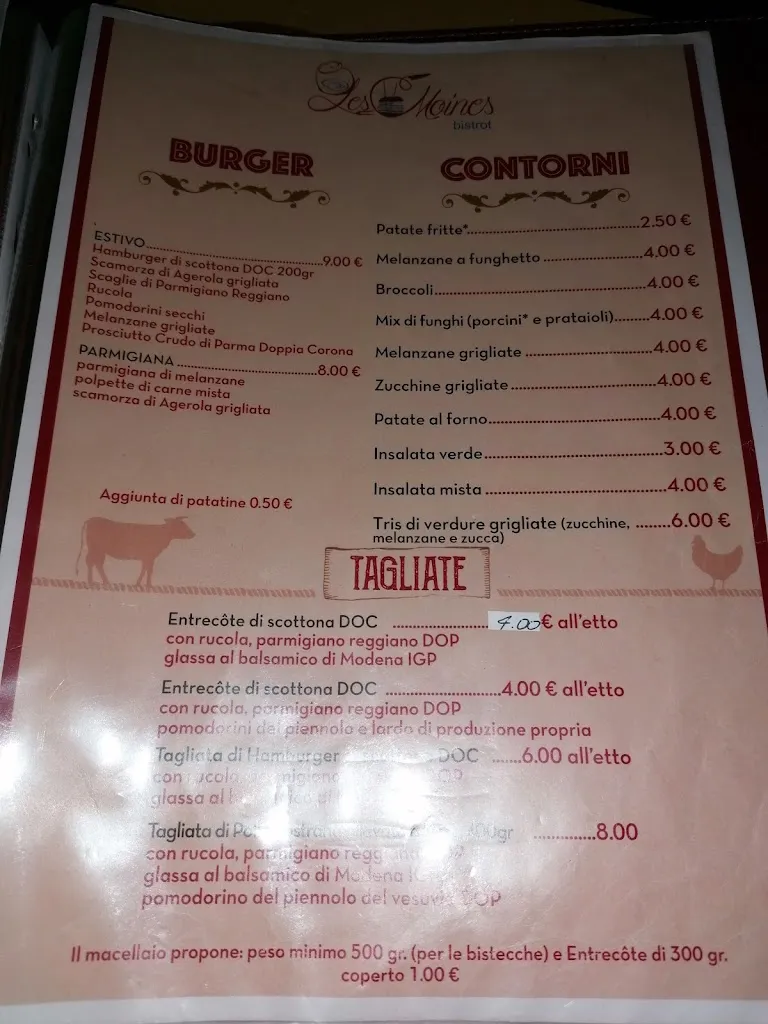 Les Moines
bistrot
BURGER
ESTIVO.....9.00 €
Hamburger di scottona DOC 200gr
Scamorza di Agerola grigliata
Scaglie di Parmigiano Reggiano
Rucola
Pomodorini secchi
Melanzane grigliate
Prosciutto Crudo di Parma Doppia Corona
PARMIGIANA.....8.00 €
parmigiana di melanzane
polpette di carne mista
scamorza di Agerola grigliata
Aggiunta di patatine 0.50 €
CONTORNI
Patate fritte*.....2.50 €
Melanzane a funghetto.....4.00 €
Broccoli.....4.00 €
Mix di funghi (porcini* e prataioli).....4.00 €
Melanzane grigliate.....4.00 €
Zucchine grigliate.....4.00 €
Patate al forno.....4.00 €
Insalata verde.....3.00 €
Insalata mista.....4.00 €
Tris di verdure grigliate (zucchine, .....6.00 €
melanzane e zucca)
TAGLIATE
Entrecôte di scottona DOC .....4.00 € all'etto
con rucola, parmigiano reggiano DOP
glassa al balsamico di Modena IGP
Entrecôte di scottona DOC .....4.00 € all'etto
con rucola, parmigiano reggiano DOP
pomodorini del piennolo e lardo di produzione propria
Tagliata di Hamburger DOC .....6.00 all'etto
con rucola,
glassa al
Tagliata di .....8.00
con rucola, parmigiano
glassa al balsamico di Modena
pomodorino del piennolo del vesuvio DOP
Il macellaio propone: peso minimo 500 gr. (per le bistecche) e Entrecôte di 300 gr.
coperto 1.00 €